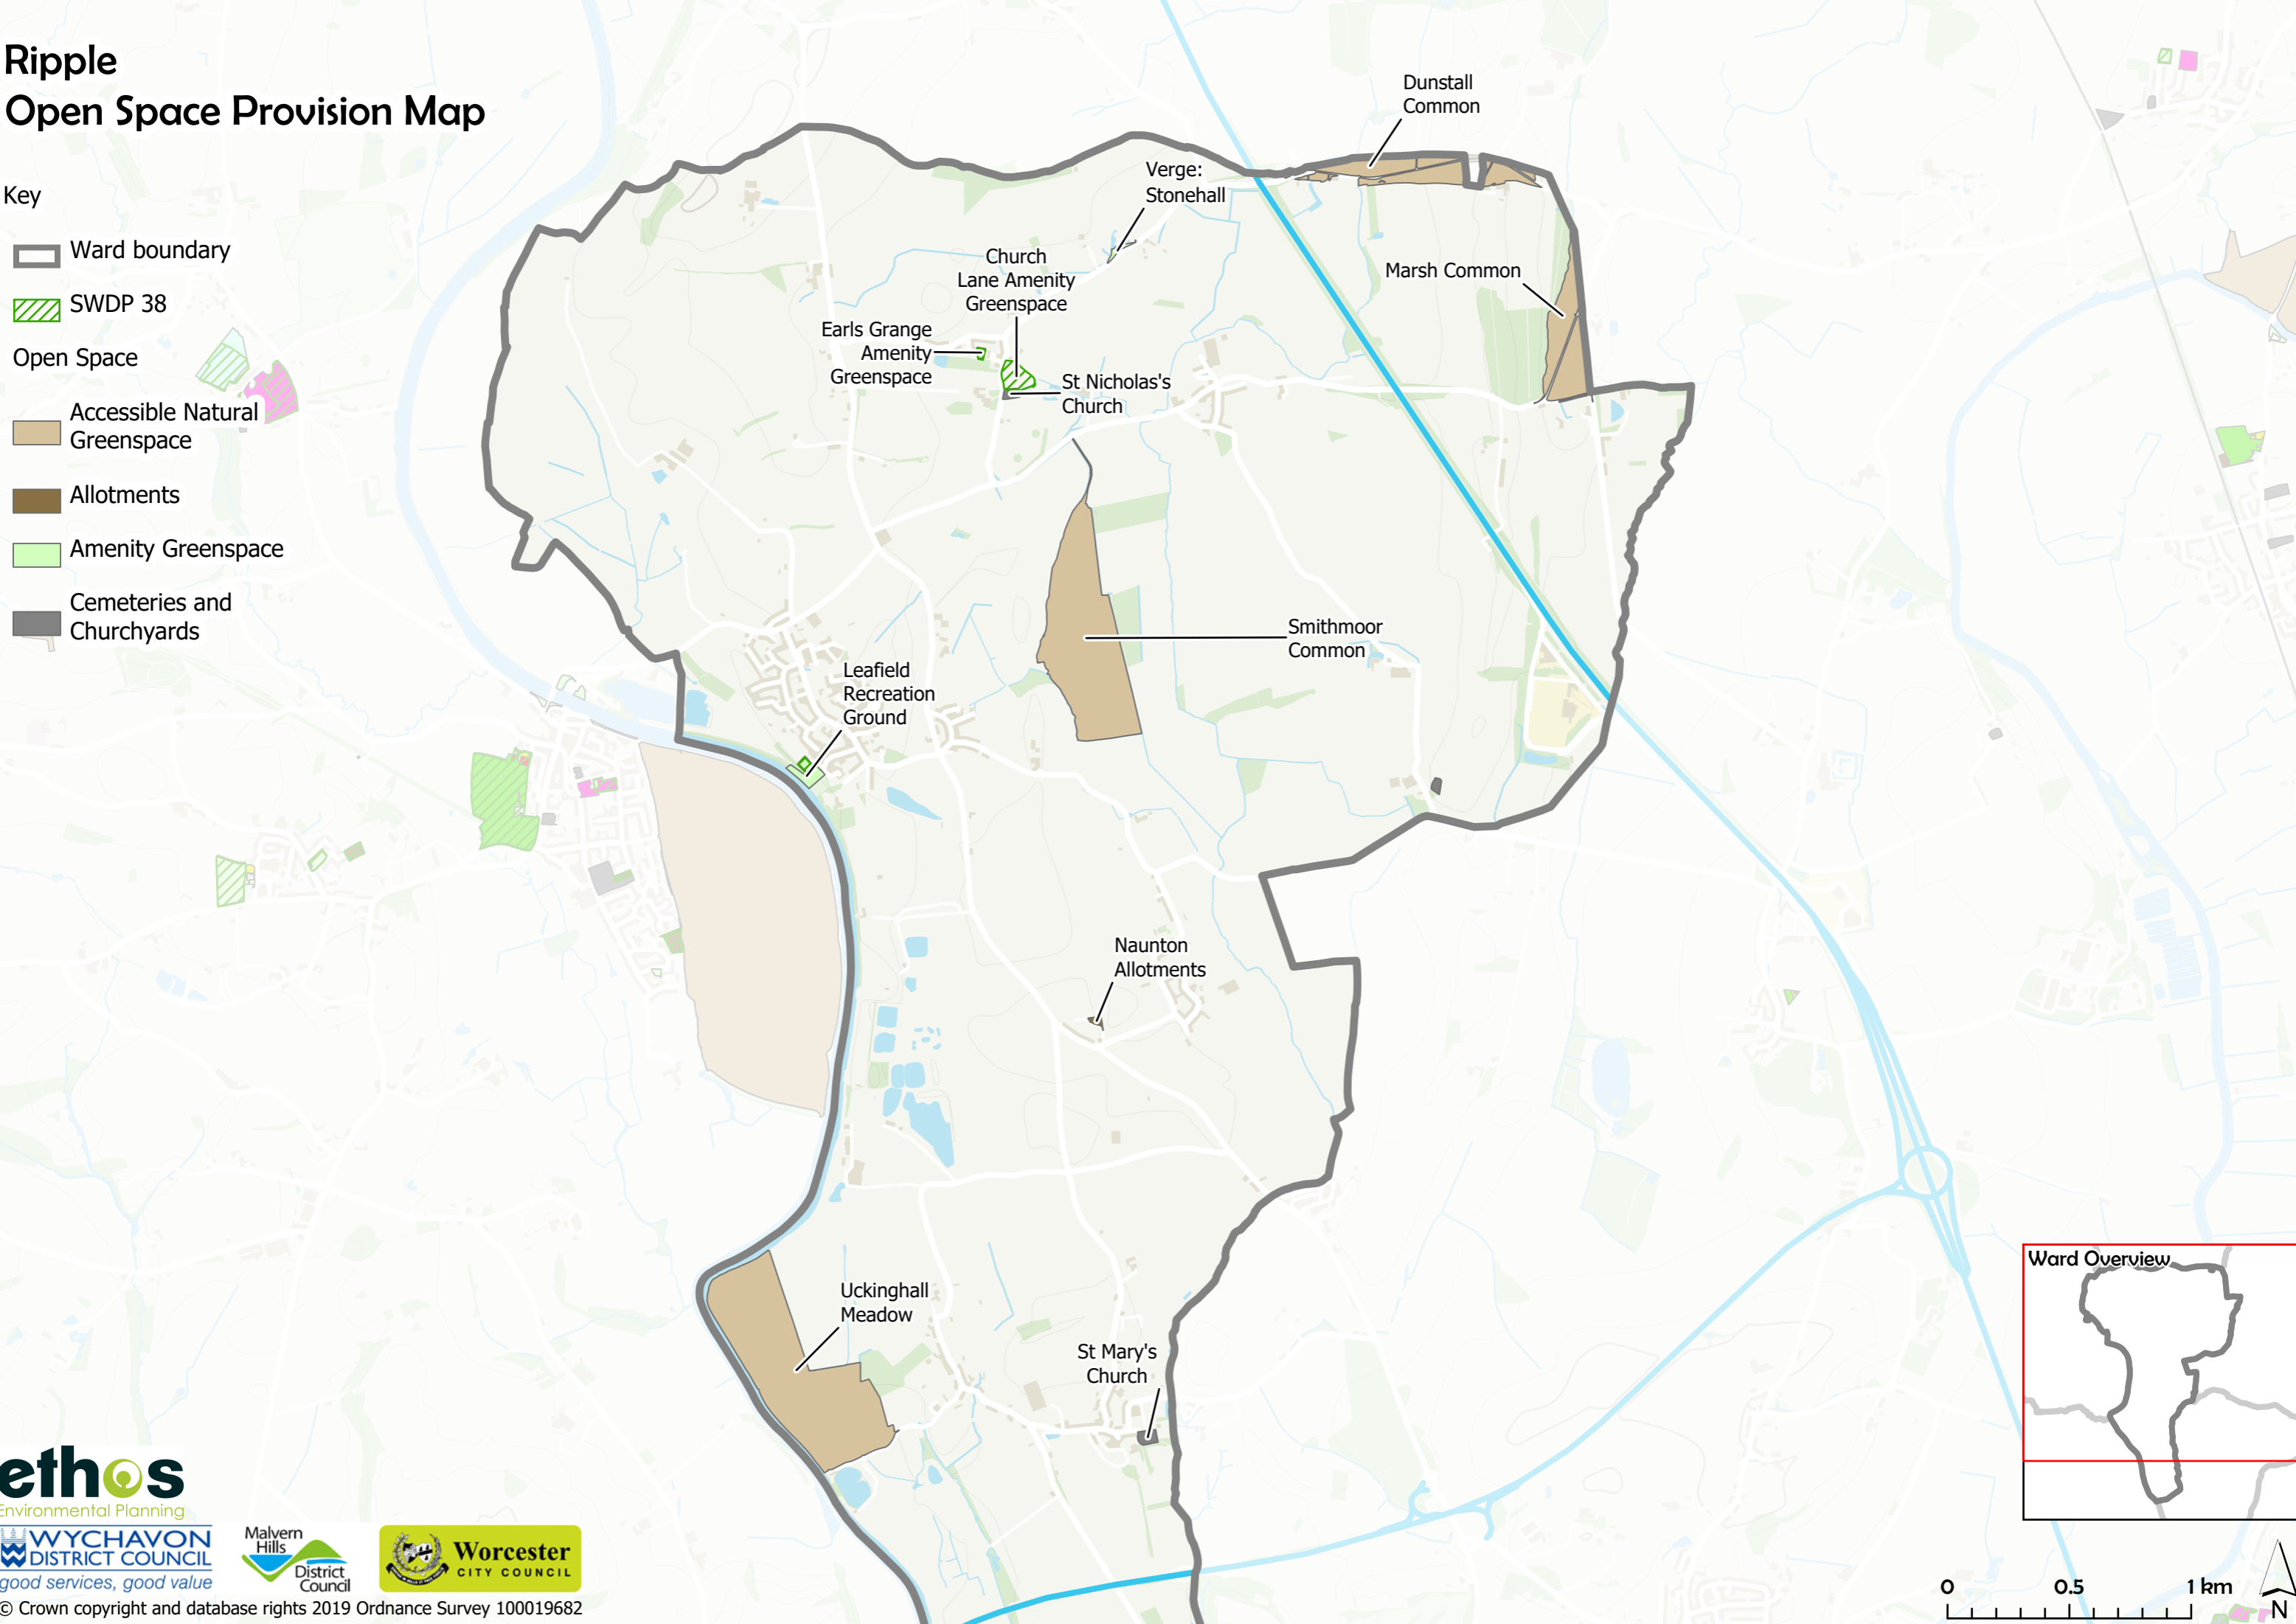 Ripple
Open Space Provision Map
Key
Ward boundary
SWDP 38
Open Space
Accessible Natural
Greenspace
Allotments
Amenity Greenspace
Cemeteries and
Churchyards
Dunstall
Common
Verge:
Stonehall
Church
Lane Amenity
Greenspace
Marsh Common
Earls Grange
Amenity
Greenspace
St Nicholas's
Church
Smithmoor
Common
Leafield
Recreation
Ground
Naunton
Allotments
Uckinghall
Meadow
St Mary's
Church
Ward Overview
ethos
Environmental Planning
WYCHAVON
DISTRICT COUNCIL
good services, good value
Malvern
Hills
District
Council
Worcester
CITY COUNCIL
© Crown copyright and database rights 2019 Ordnance Survey 100019682
0 0.5 1 km
N